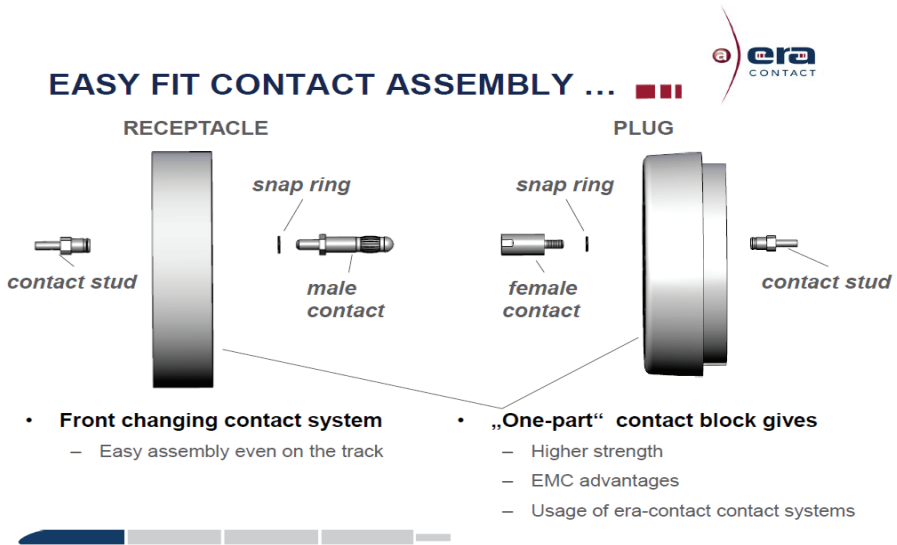 era
CONTACT
EASY FIT CONTACT ASSEMBLY ...
RECEPTACLE
PLUG
snap ring
snap ring
contact stud
male
contact
female
contact
contact stud
• Front changing contact system
– Easy assembly even on the track
• „One-part“ contact block gives
– Higher strength
– EMC advantages
– Usage of era-contact contact systems